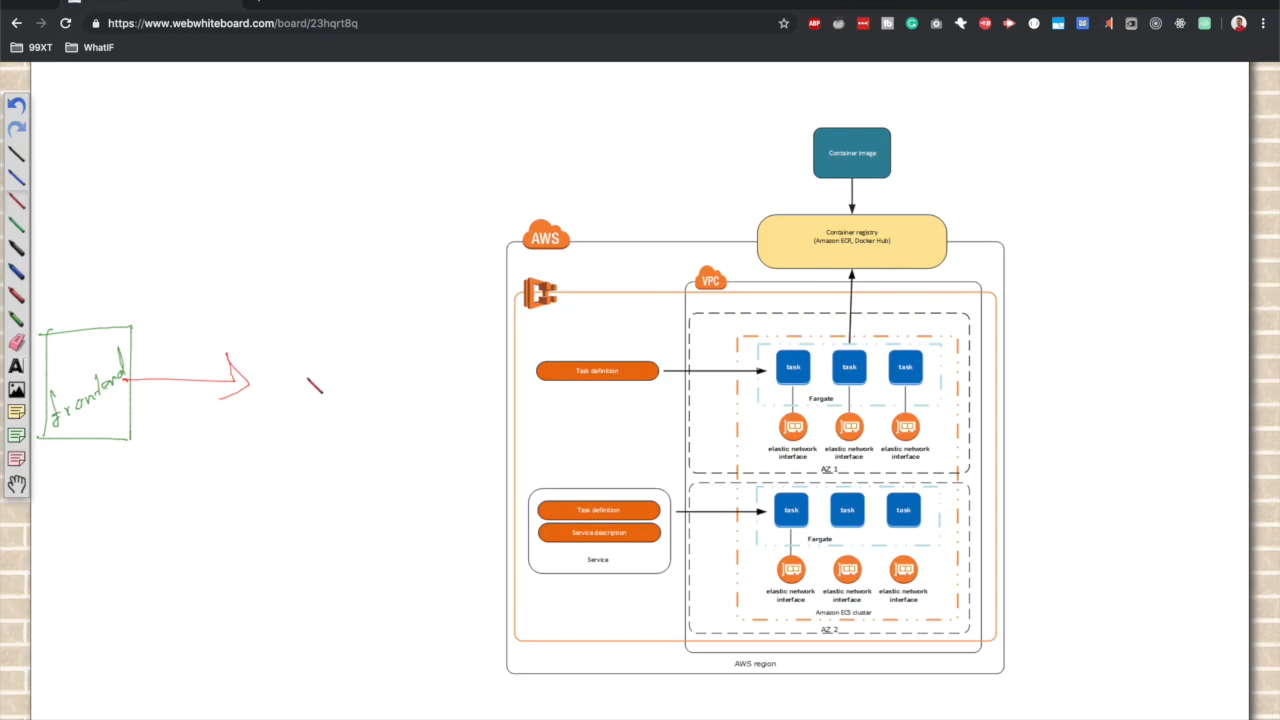 https://www.webwhiteboard.com/board/23hqrt8q
ABP
99XT
WhatIF
Container image
Container registry
(Amazon ECR, Docker Hub)
AWS
VPC
frontend
Task definition
task
task
task
Fargate
elastic network
interface
elastic network
interface
elastic network
interface
AZ 1
Task definition
Service description
Service
task
task
task
Fargate
elastic network
interface
elastic network
interface
elastic network
interface
Amazon ECS cluster
AZ 2
AWS region
A